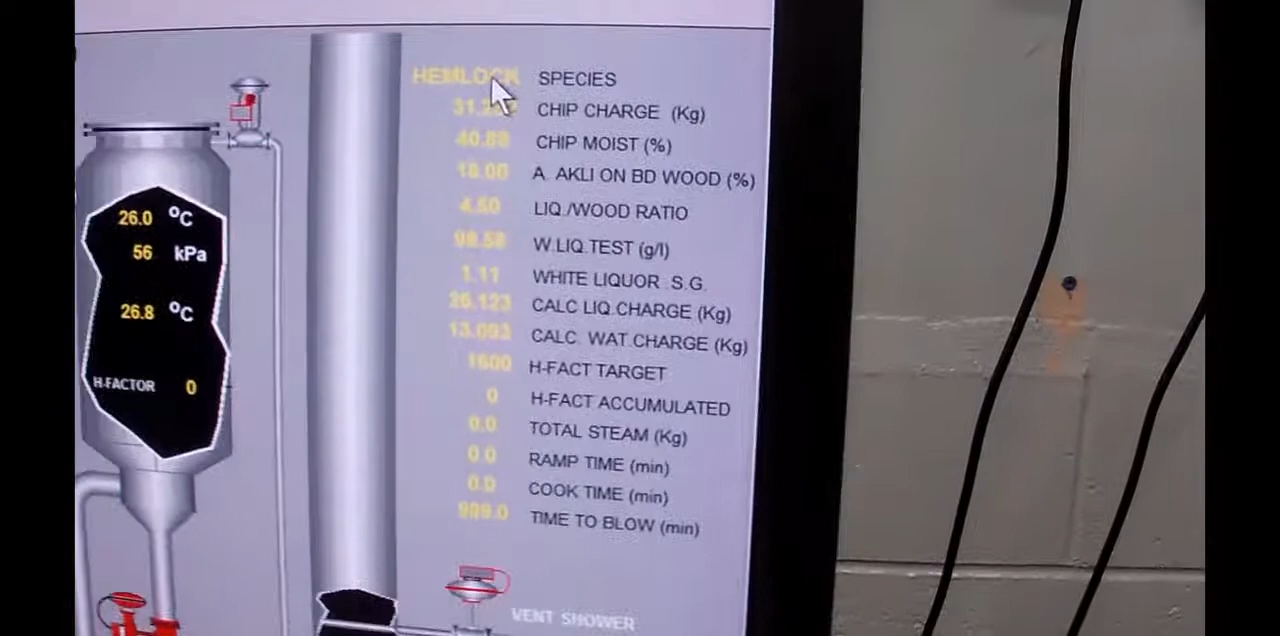 HEMLOCK SPECIES
CHIP CHARGE (Kg)
40.88 CHIP MOIST (%)
18.00 A. AKLI ON BD WOOD (%)
4.50 LIQ./WOOD RATIO
98.58 W.LIQ.TEST (g/l)
1.11 WHITE LIQUOR .S.G.
26.123 CALC LIQ.CHARGE (Kg)
13.093 CALC. WAT.CHARGE (Kg)
1600 H-FACT TARGET
0 H-FACT ACCUMULATED
0.0 TOTAL STEAM (Kg)
0.0 RAMP TIME (min)
0.0 COOK TIME (min)
999.0 TIME TO BLOW (min)
26.0 °C
56 kPa
26.8 °C
H-FACTOR 0
VENT SHOWER